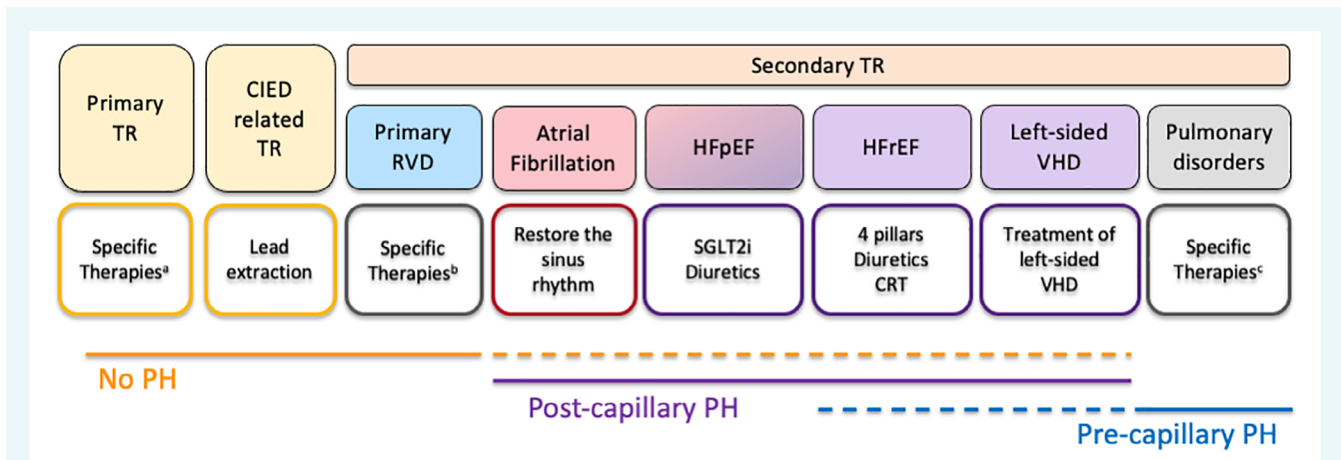 Primary
TR
CIED
related
TR
Secondary TR
Primary
RVD
Atrial
Fibrillation
HFpEF
HFrEF
Left-sided
VHD
Pulmonary
disorders
Specific
Therapiesᵃ
Lead
extraction
Specific
Therapiesᵇ
Restore the
sinus
rhythm
SGLT2i
Diuretics
4 pillars
Diuretics
CRT
Treatment of
left-sided
VHD
Specific
Therapiesᶜ
No PH
Post-capillary PH
Pre-capillary PH